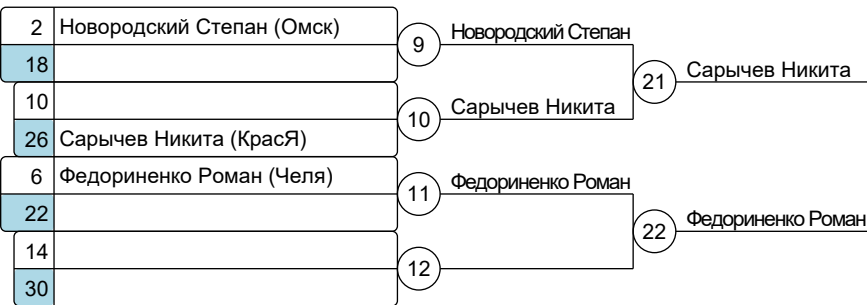 2 Новородский Степан (Омск)
18
9
Новородский Степан
10
26 Сарычев Никита (КрасЯ)
10
Сарычев Никита
21
Сарычев Никита
6 Федориненко Роман (Челя)
22
11
Федориненко Роман
14
30
12
22
Федориненко Роман